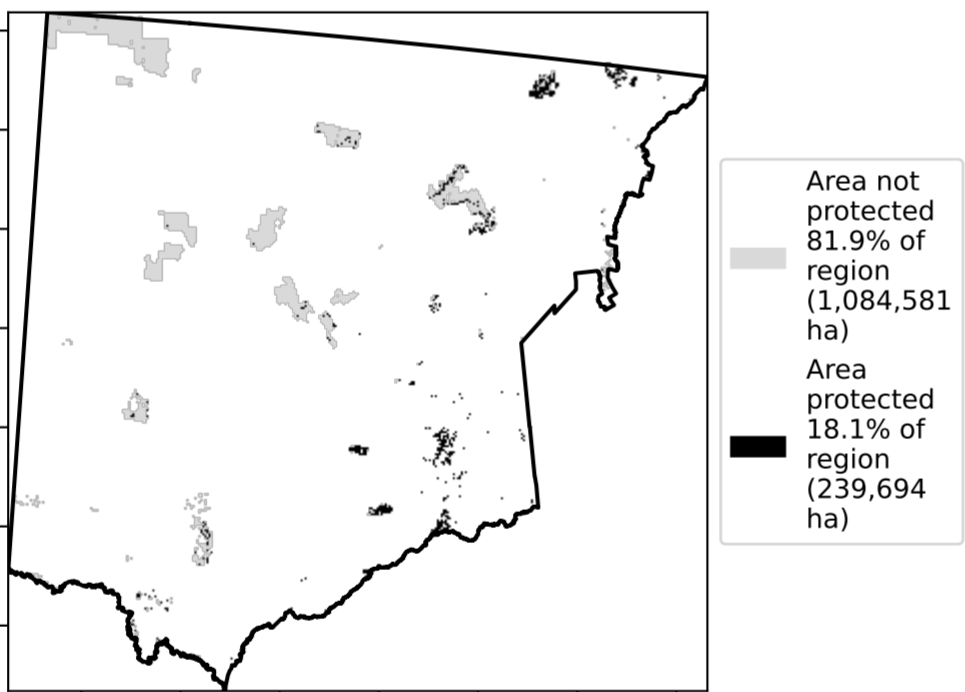 Area not
protected
81.9% of
region
(1,084,581
ha)
Area
protected
18.1% of
region
(239,694
ha)